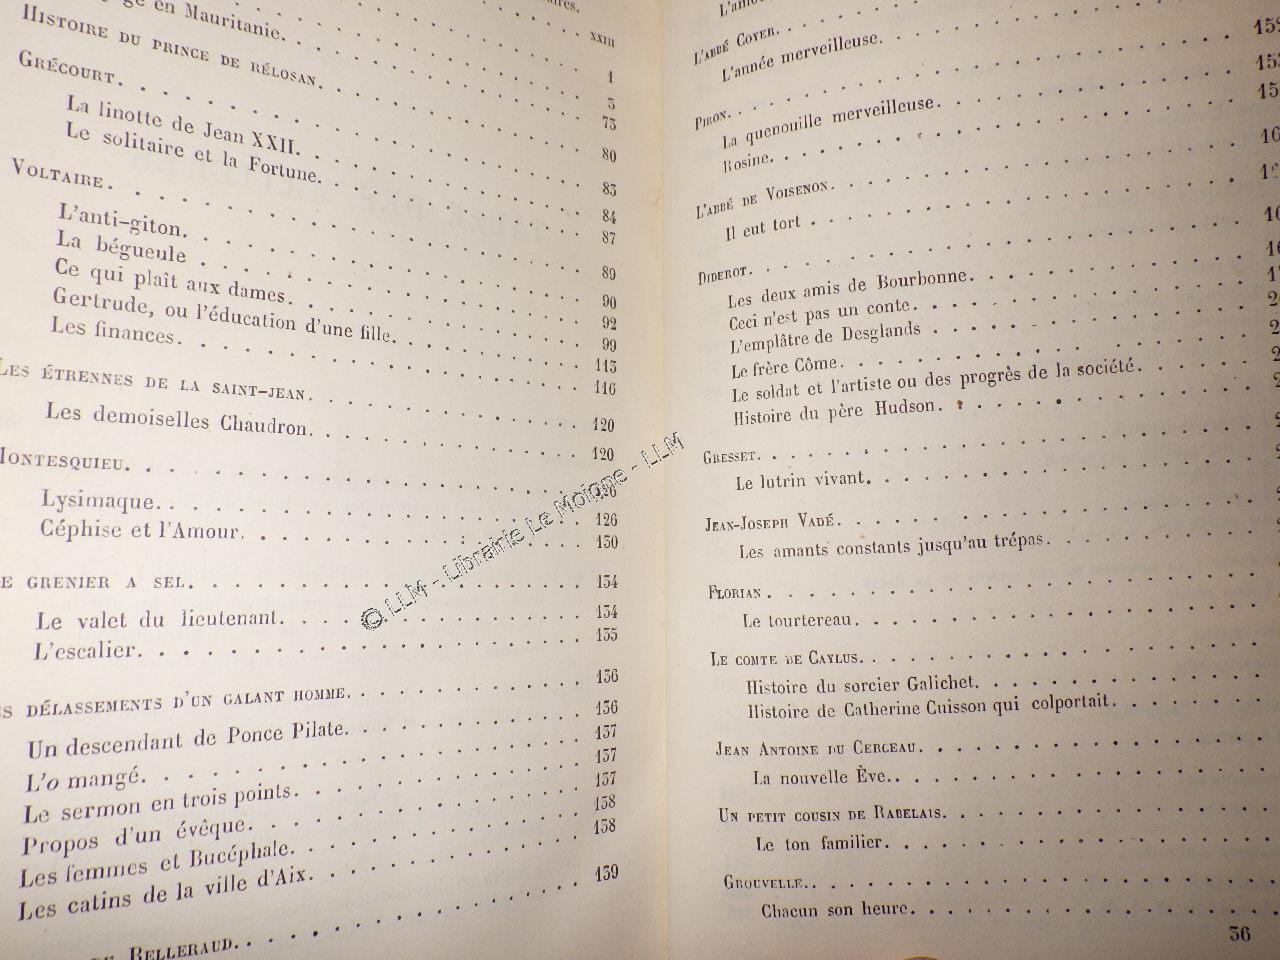 en Mauritanie. XXIII
Histoire du prince de Rélosan. 1
Grécourt. 75
La linotte de Jean XXII. 80
Le solitaire et la Fortune. 83
Voltaire. 87
L'anti-giton. 89
La bégueule 90
Ce qui plaît aux dames. 92
Gertrude, ou l'éducation d'une fille. 99
Les finances. 113
Les étrennes de la Saint-Jean. 116
Les demoiselles Chaudron. 120
Montesquieu. 126
Lysimaque. 126
Céphise et l'Amour. 130
Le grenier a sel. 134
Le valet du lieutenant. 134
L'escalier. 135
Les délassements d'un galant homme. 136
Un descendant de Ponce Pilate. 136
L'o mangé. 137
Le sermon en trois points. 137
Propos d'un évêque. 137
Les femmes et Bucéphale. 138
Les catins de la ville d'Aix. 138
de Belleraud. 139
L'abbé Coyer.
L'année merveilleuse.
Piron.
La quenouille merveilleuse.
Rosine.
L'abbé de Voisenon.
Il eut tort
Diderot.
Les deux amis de Bourbonne.
Ceci n'est pas un conte.
L'emplâtre de Desglands
Le frère Côme.
Le soldat et l'artiste ou des progrès de la société.
Histoire du père Hudson.
Gresset.
Le lutrin vivant.
Jean-Joseph Vadé.
Les amants constants jusqu'au trépas.
Florian
Le tourtereau.
Le comte de Caylus.
Histoire du sorcier Galichet.
Histoire de Catherine Cuisson qui colportait.
Jean Antoine du Cerceau.
La nouvelle Ève.
Un petit cousin de Rabelais.
Le ton familier.
Grouvelle.
Chacun son heure.
36
© LLM - Librairie Le Moigne - LLM